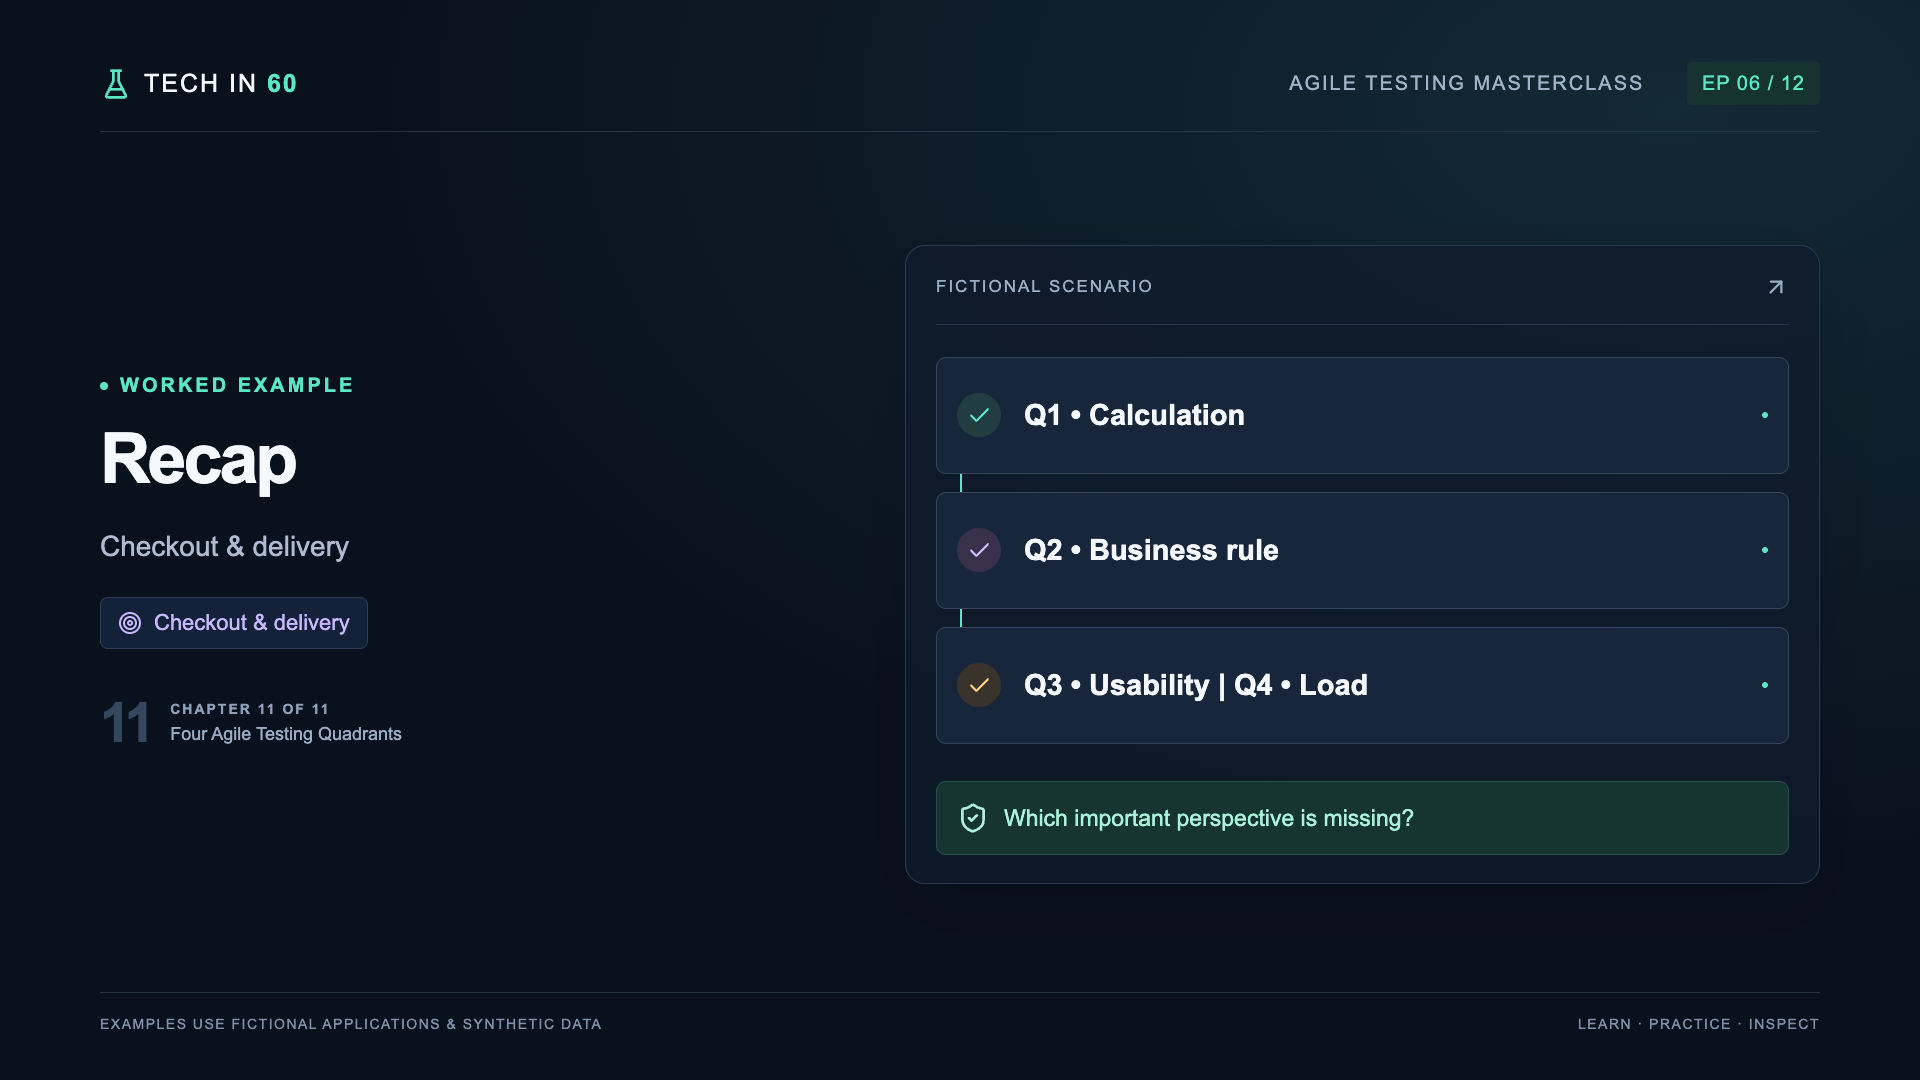 TECH IN 60
AGILE TESTING MASTERCLASS
EP 06 / 12
• WORKED EXAMPLE
Recap
Checkout & delivery
Checkout & delivery
11
CHAPTER 11 OF 11
Four Agile Testing Quadrants
FICTIONAL SCENARIO
Q1 • Calculation
Q2 • Business rule
Q3 • Usability | Q4 • Load
Which important perspective is missing?
EXAMPLES USE FICTIONAL APPLICATIONS & SYNTHETIC DATA
LEARN · PRACTICE · INSPECT